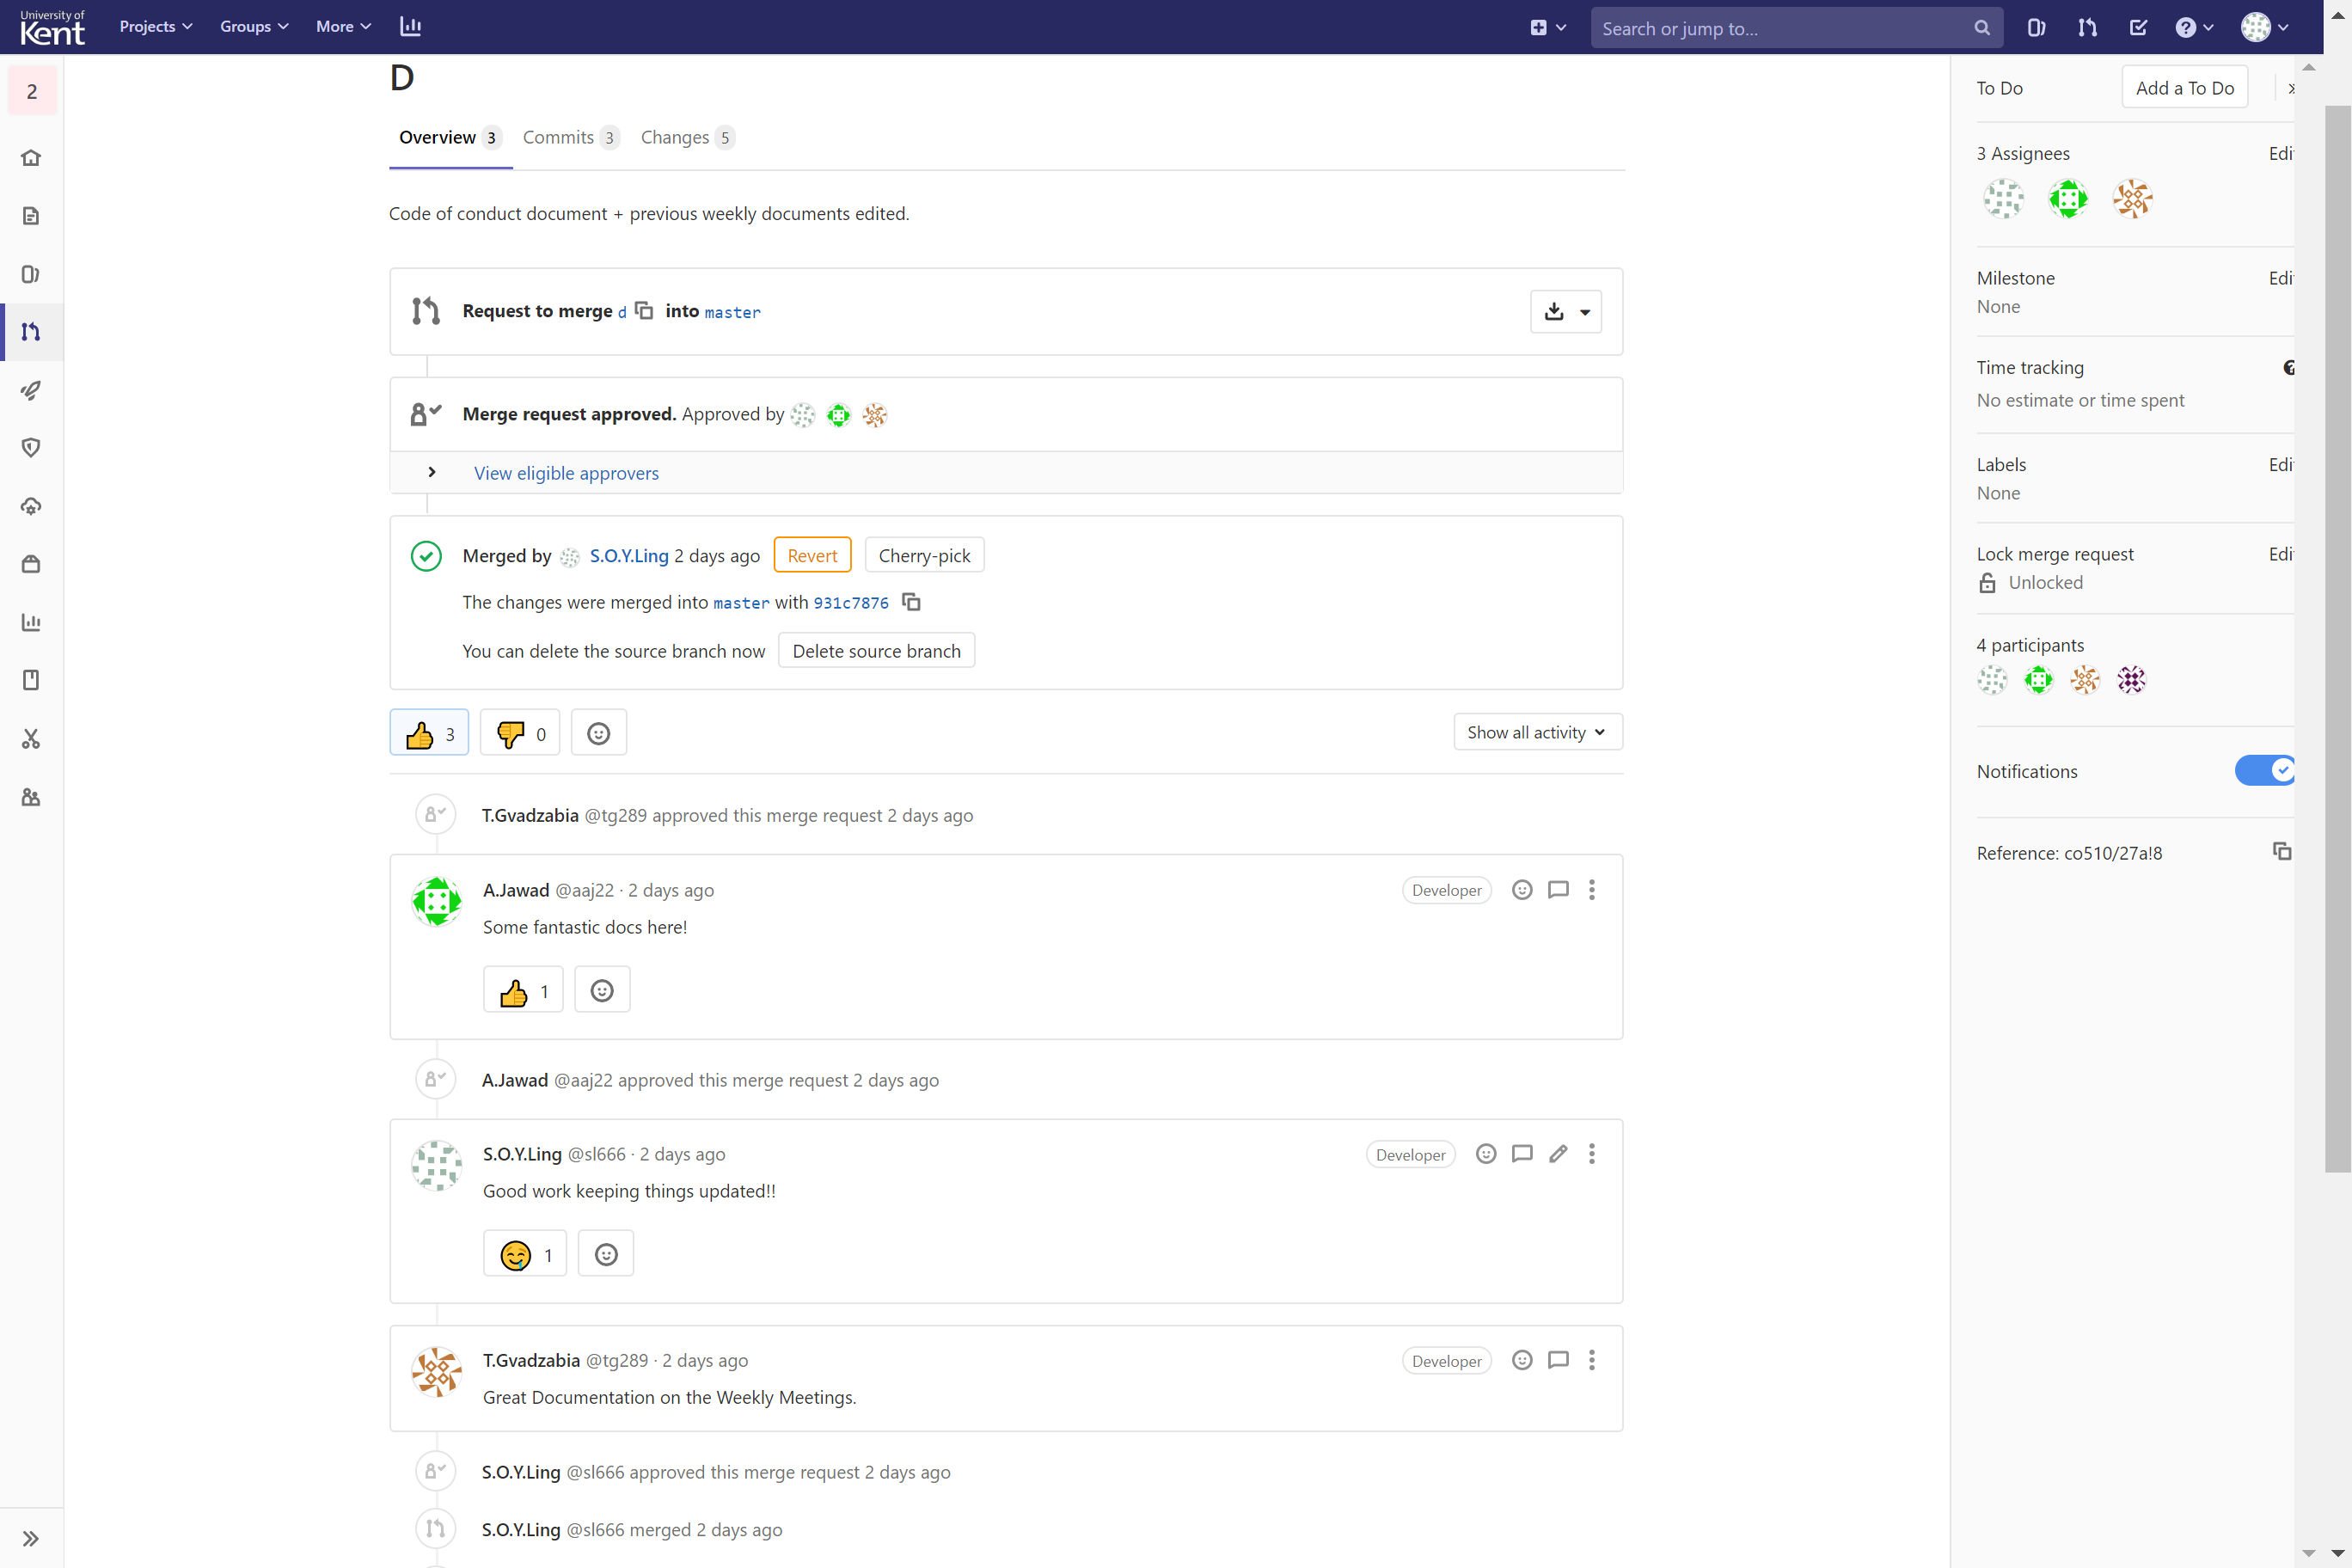 University of
Kent
Projects Groups More
Search or jump to...
2
D
Overview 3 Commits 3 Changes 5
Code of conduct document + previous weekly documents edited.
Request to merge d into master
Merge request approved. Approved by
View eligible approvers
Merged by S.O.Y.Ling 2 days ago Revert Cherry-pick
The changes were merged into master with 931c7876
You can delete the source branch now Delete source branch
3 0
Show all activity
T.Gvadzabia @tg289 approved this merge request 2 days ago
A.Jawad @aaj22 · 2 days ago
Developer
Some fantastic docs here!
1
A.Jawad @aaj22 approved this merge request 2 days ago
S.O.Y.Ling @sl666 · 2 days ago
Developer
Good work keeping things updated!!
1
T.Gvadzabia @tg289 · 2 days ago
Developer
Great Documentation on the Weekly Meetings.
S.O.Y.Ling @sl666 approved this merge request 2 days ago
S.O.Y.Ling @sl666 merged 2 days ago
To Do Add a To Do
3 Assignees
Milestone
None
Time tracking
No estimate or time spent
Labels
None
Lock merge request
Unlocked
4 participants
Notifications
Reference: co510/27a!8